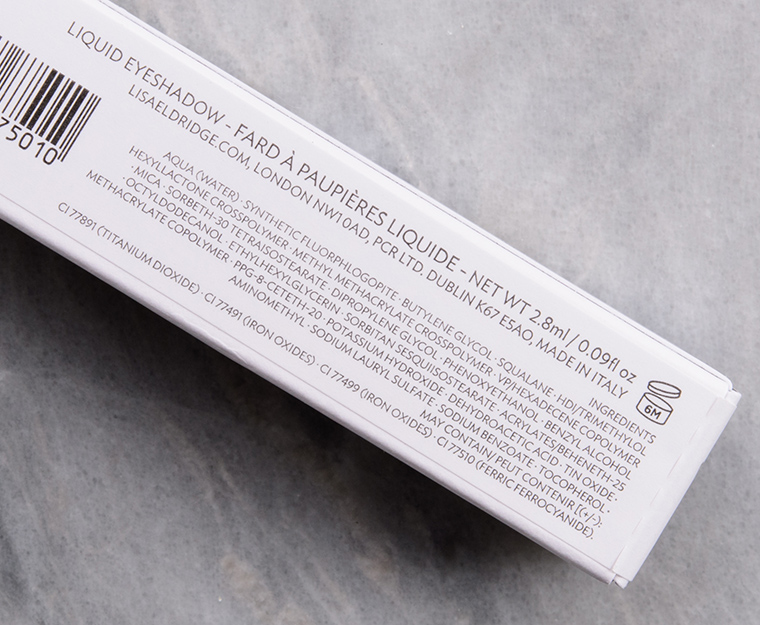 LIQUID EYESHADOW - FARD À PAUPIÈRES LIQUIDE - NET WT 2.8ml / 0.09fl oz
LISAELDRIDGE.COM, LONDON NW10AD, PCR LTD, DUBLIN K67 E5AO, MADE IN ITALY
INGREDIENTS
AQUA (WATER) · SYNTHETIC FLUORPHLOGOPITE · BUTYLENE GLYCOL · SQUALANE · HDI/TRIMETHYLOL
HEXYLLACTONE CROSSPOLYMER · METHYL METHACRYLATE CROSSPOLYMER · VP/HEXADECENE COPOLYMER
· MICA · SORBETH-30 TETRAISOSTEARATE · DIPROPYLENE GLYCOL · PHENOXYETHANOL · BENZYL ALCOHOL
· OCTYLDODECANOL · ETHYLHEXYLGLYCERIN · SORBITAN SESQUIISOSTEARATE · ACRYLATES/BEHENETH-25
METHACRYLATE COPOLYMER · PPG-8-CETETH-20 · POTASSIUM HYDROXIDE · DEHYDROACETIC ACID · TIN OXIDE ·
AMINOMETHYL · SODIUM LAURYL SULFATE · SODIUM BENZOATE · TOCOPHEROL ·
MAY CONTAIN/PEUT CONTENIR [(+/-):
CI 77891 (TITANIUM DIOXIDE) · CI 77491 (IRON OXIDES) · CI 77499 (IRON OXIDES) · CI 77510 (FERRIC FERROCYANIDE).
6M
75010